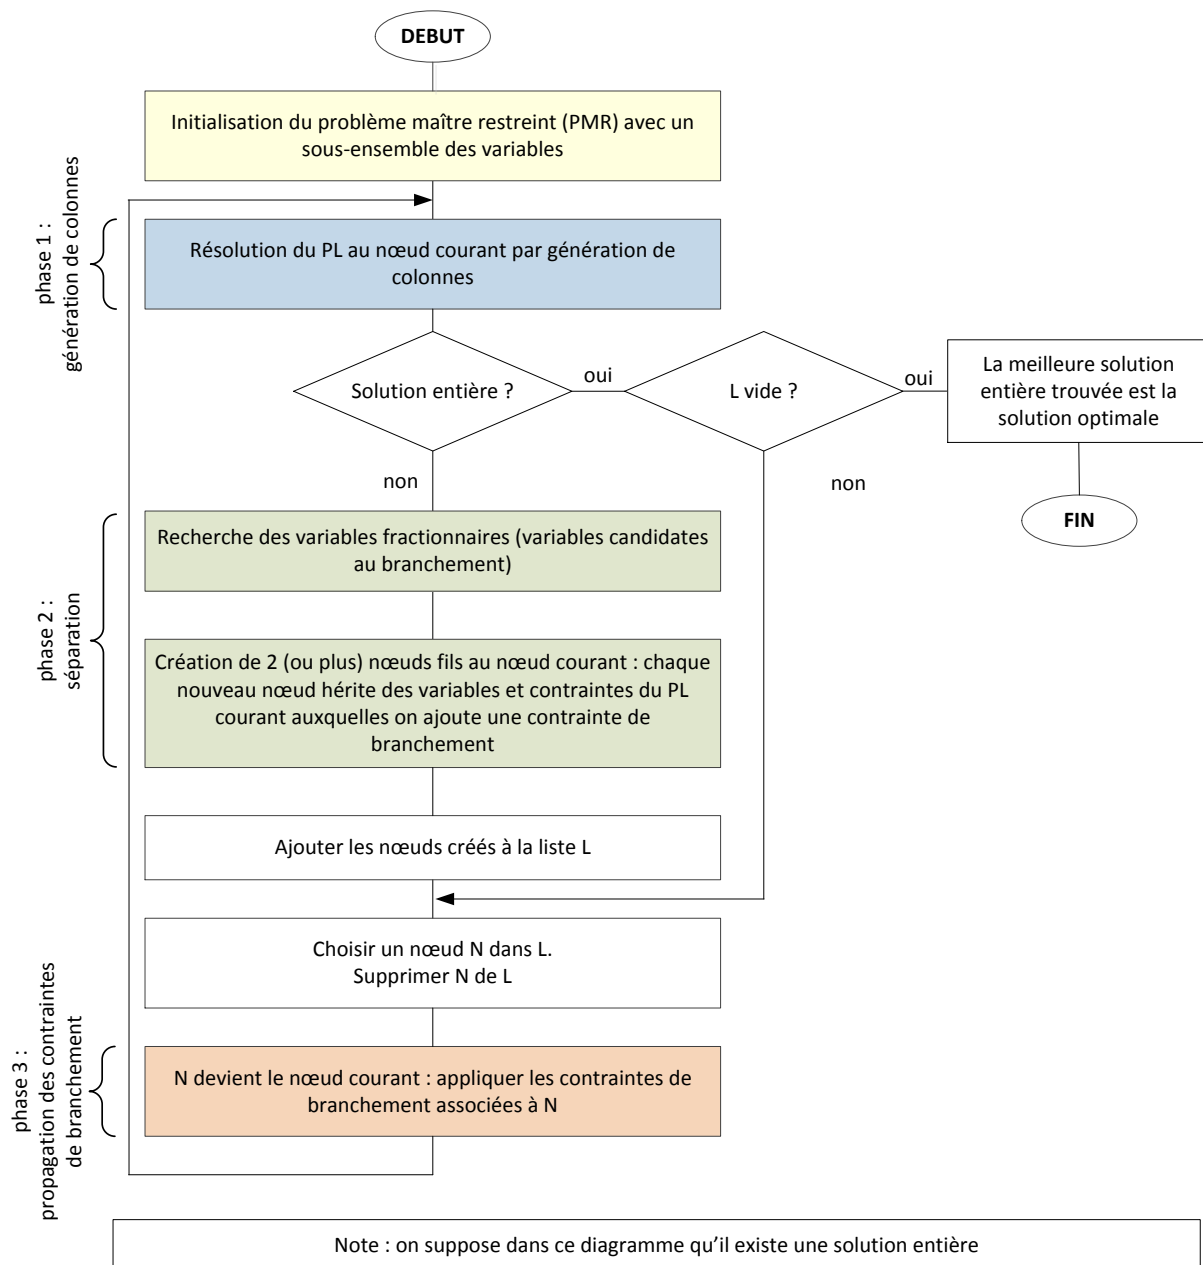 DEBUT
Initialisation du problème maître restreint (PMR) avec un
sous-ensemble des variables
phase 1 :
génération de colonnes
Résolution du PL au nœud courant par génération de
colonnes
Solution entière ?
oui
L vide ?
oui
La meilleure solution
entière trouvée est la
solution optimale
non
non
FIN
phase 2 :
séparation
Recherche des variables fractionnaires (variables candidates
au branchement)
Création de 2 (ou plus) nœuds fils au nœud courant : chaque
nouveau nœud hérite des variables et contraintes du PL
courant auxquelles on ajoute une contrainte de
branchement
Ajouter les nœuds créés à la liste L
Choisir un nœud N dans L.
Supprimer N de L
phase 3 :
propagation des contraintes
de branchement
N devient le nœud courant : appliquer les contraintes de
branchement associées à N
Note : on suppose dans ce diagramme qu’il existe une solution entière